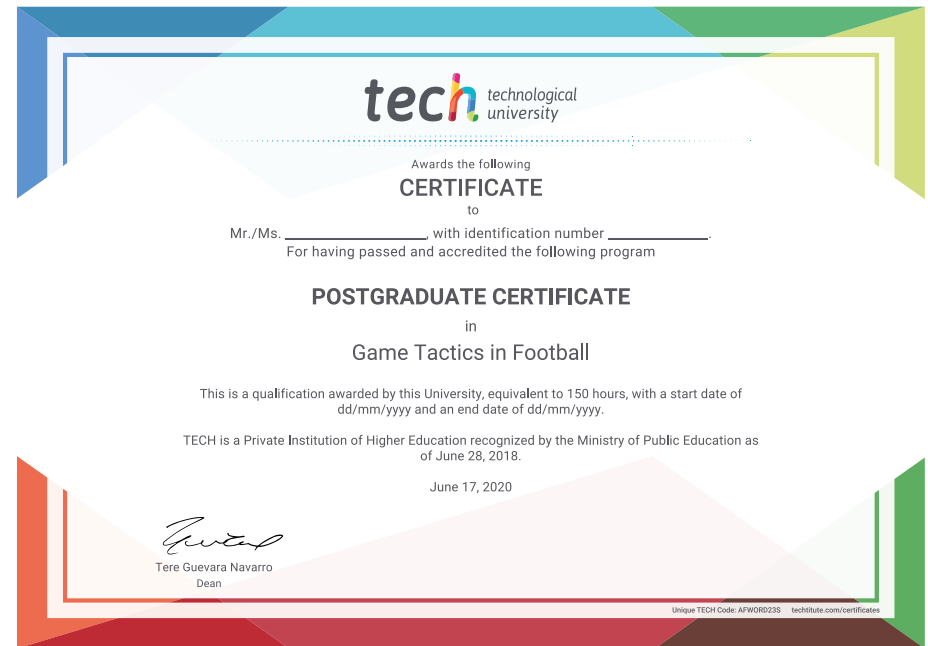 tech technological
university
Awards the following
CERTIFICATE
to
Mr./Ms. ____________________, with identification number ______________.
For having passed and accredited the following program
POSTGRADUATE CERTIFICATE
in
Game Tactics in Football
This is a qualification awarded by this University, equivalent to 150 hours, with a start date of
dd/mm/yyyy and an end date of dd/mm/yyyy.
TECH is a Private Institution of Higher Education recognized by the Ministry of Public Education as
of June 28, 2018.
June 17, 2020
Tere Guevara Navarro
Dean
Unique TECH Code: AFWORD23S techtitute.com/certificates